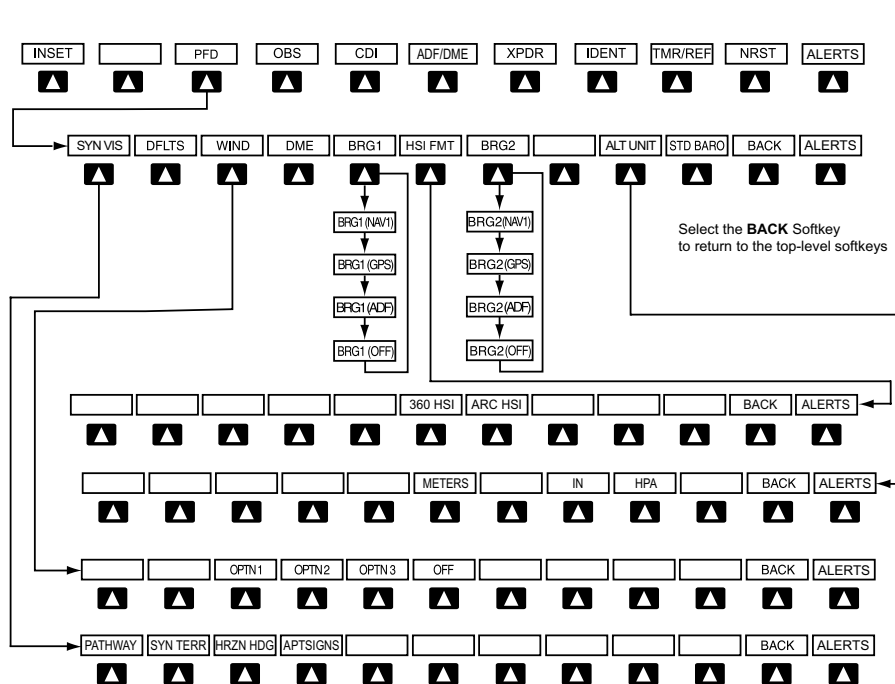 INSET PFD OBS CDI ADF/DME XPDR IDENT TMR/REF NRST ALERTS
SYN VIS DFLTS WIND DME BRG1 HSI FMT BRG2 ALT UNIT STD BARO BACK ALERTS
BRG1 (NAV1) BRG2 (NAV1)
Select the BACK Softkey
to return to the top-level softkeys
BRG1 (GPS) BRG2 (GPS)
BRG1 (ADF) BRG2 (ADF)
BRG1 (OFF) BRG2 (OFF)
360 HSI ARC HSI BACK ALERTS
METERS IN HPA BACK ALERTS
OPTN 1 OPTN 2 OPTN 3 OFF BACK ALERTS
PATHWAY SYN TERR HRZN HDG APTSIGNS BACK ALERTS